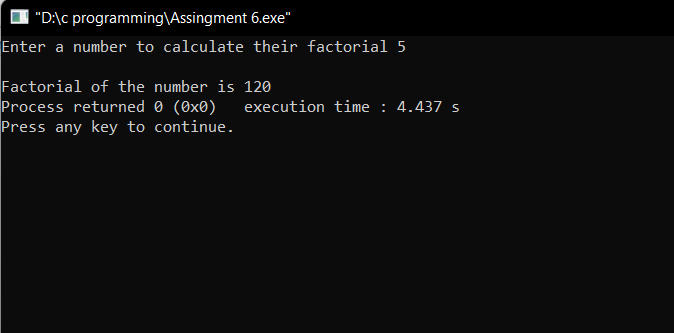 "D:\c programming\Assingment 6.exe"
Enter a number to calculate their factorial 5
Factorial of the number is 120
Process returned 0 (0x0)   execution time : 4.437 s
Press any key to continue.